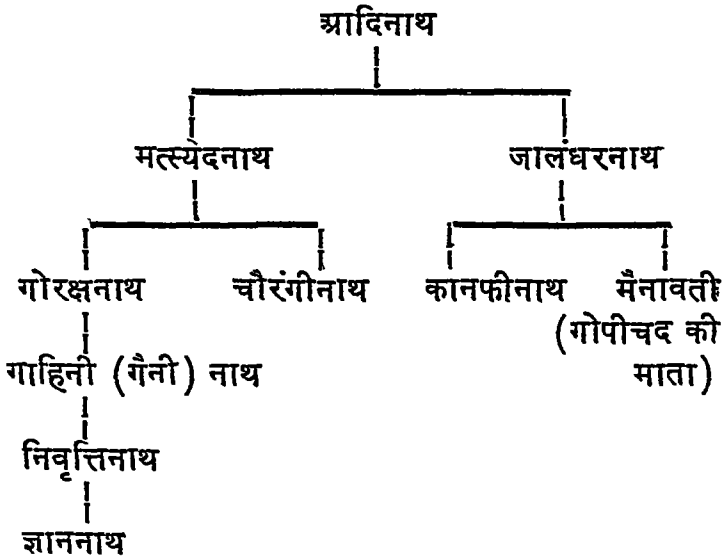 आदिनाथ
मत्स्येदनाथ जालंधरनाथ
गोरक्षनाथ चौरंगीनाथ कानफीनाथ मैनावती
(गोपीचद की
गाहिनी (गैनी) नाथ माता)
निवृत्तिनाथ
ज्ञाननाथ